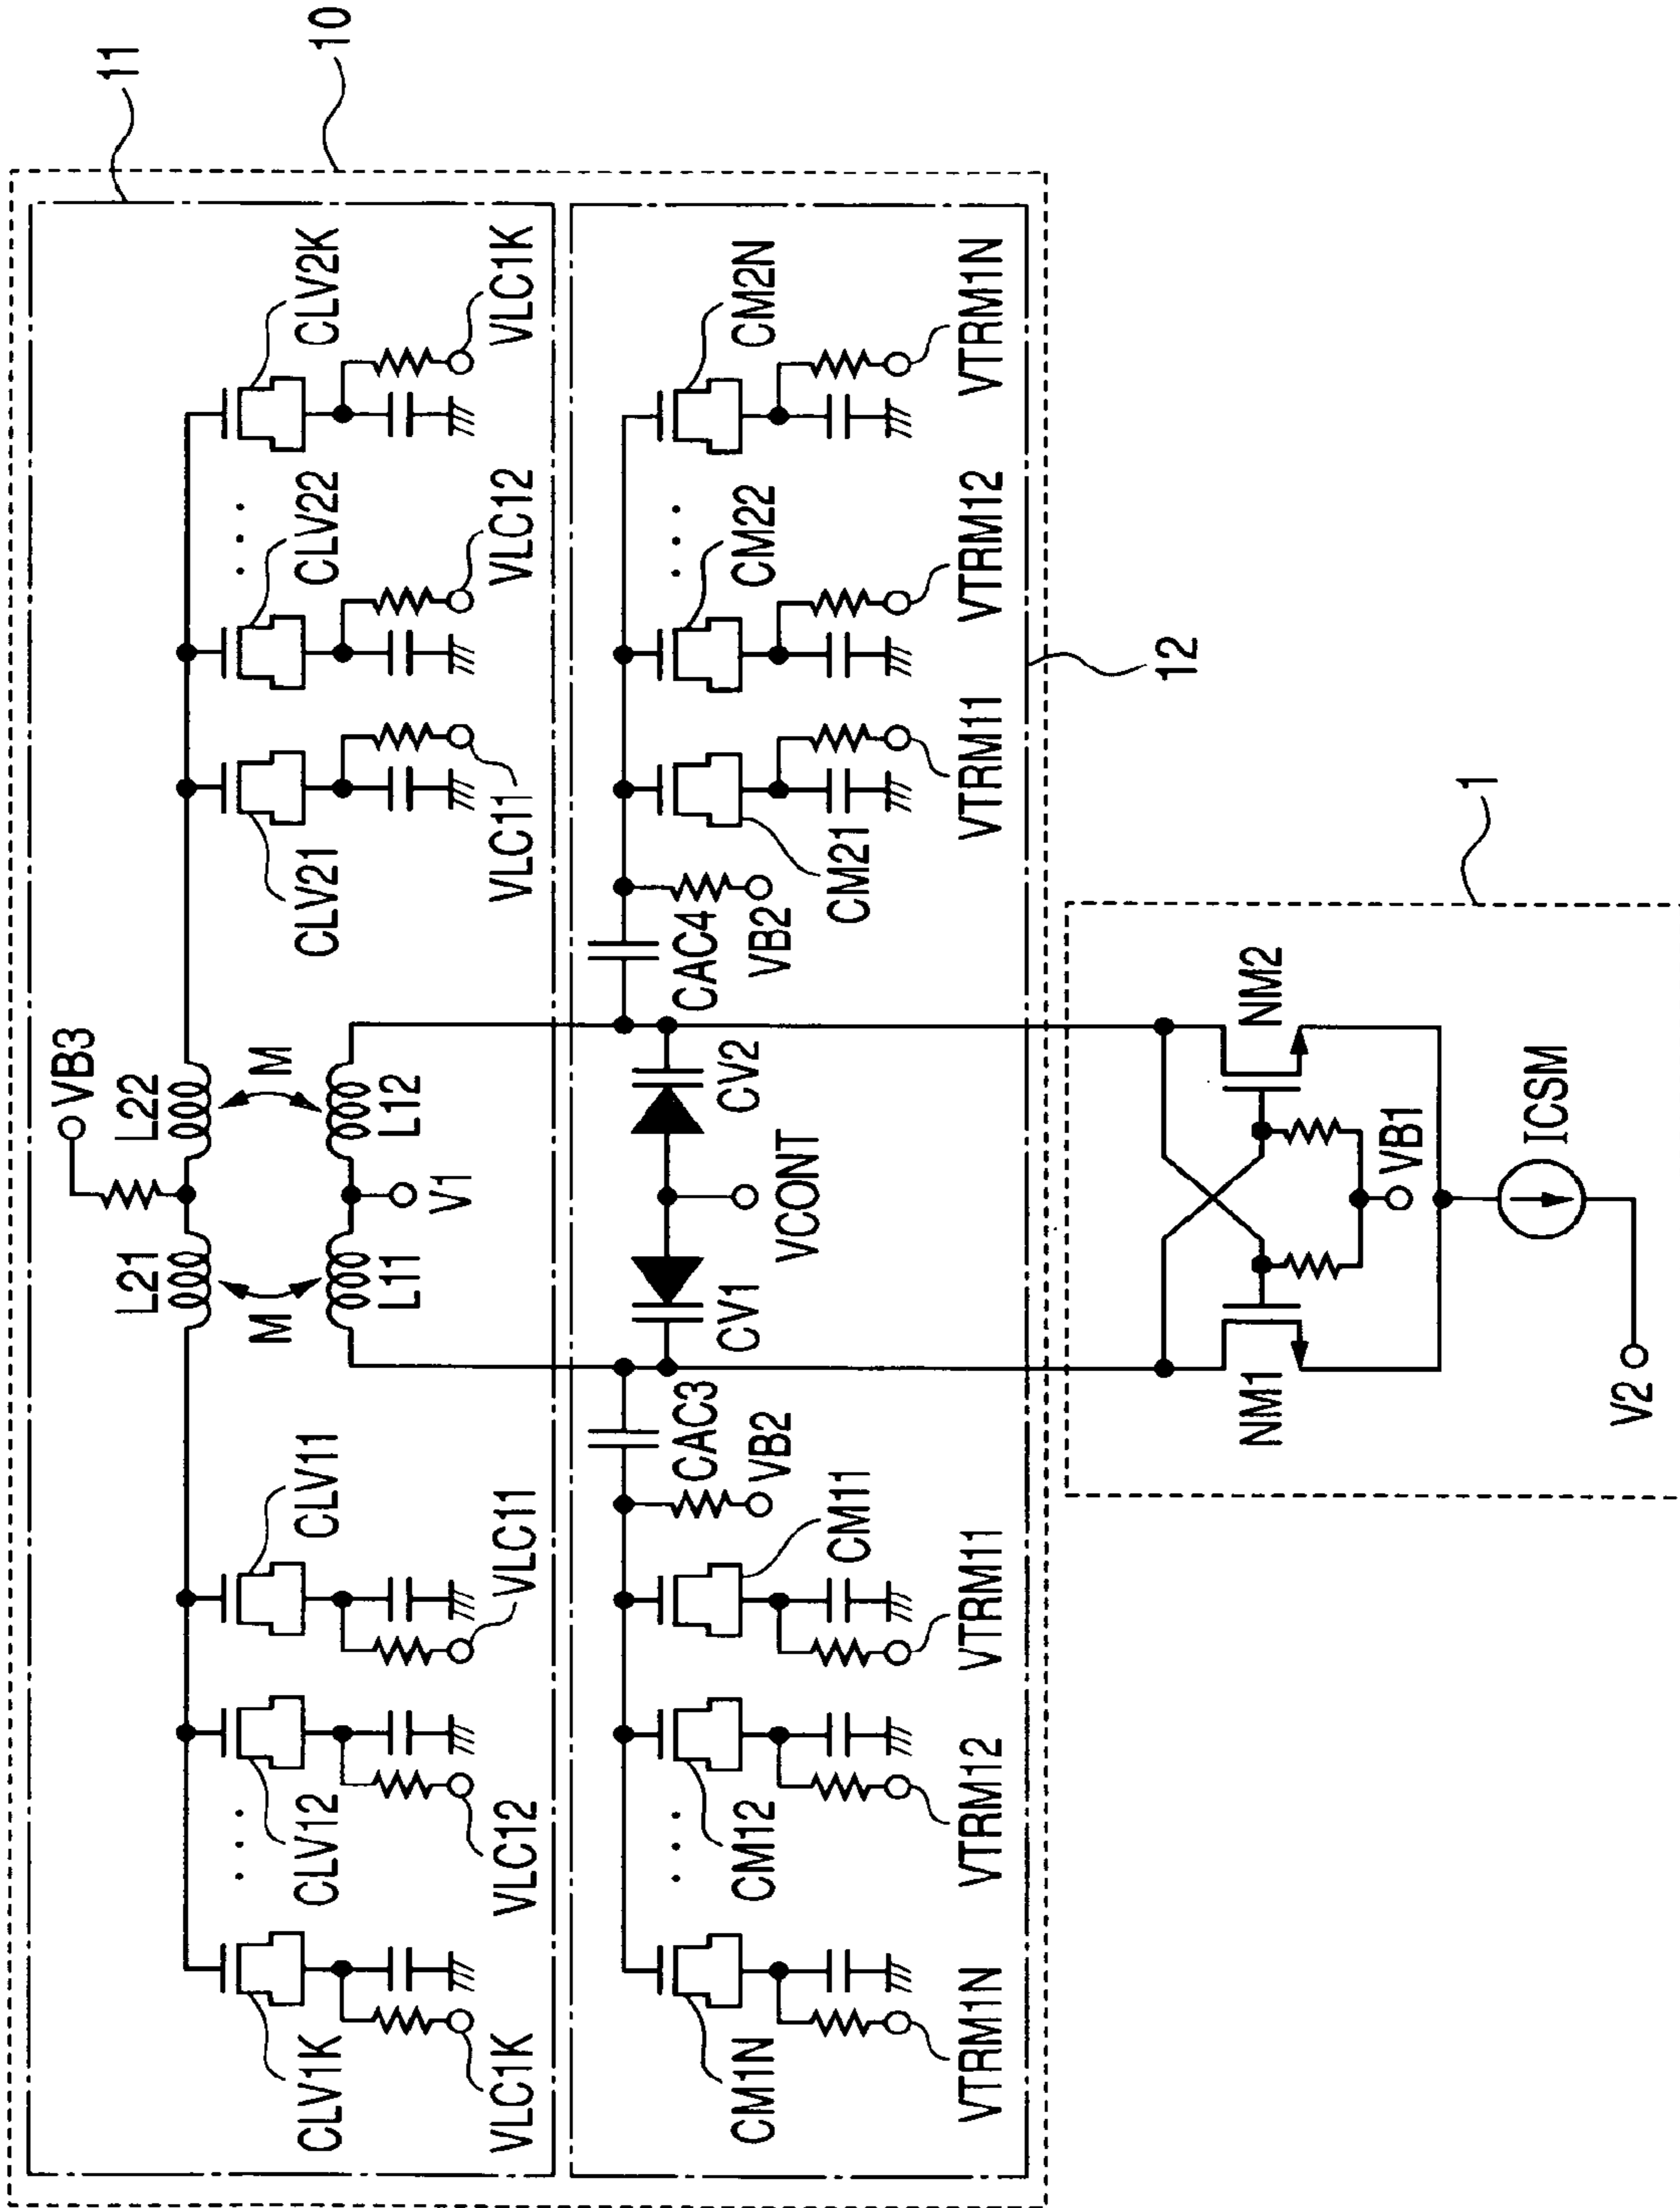 10
11
VB3
L21
L22
M
M
CLV1K
CLV12
...
CLV11
CLV21
CLV22
...
CLV2K
L11
L12
V1
VLC1K
VLC12
VLC11
VLC11
VLC12
VLC1K
CAC3
CAC4
CM1N
CM12
...
CV1
CV2
CM22
...
CM2N
VB2
VB2
VCONT
CM11
CM21
VTRM1N
VTRM12
VTRM11
VTRM11
VTRM12
VTRM1N
12
NM1
NM2
VB1
1
ICSM
V2